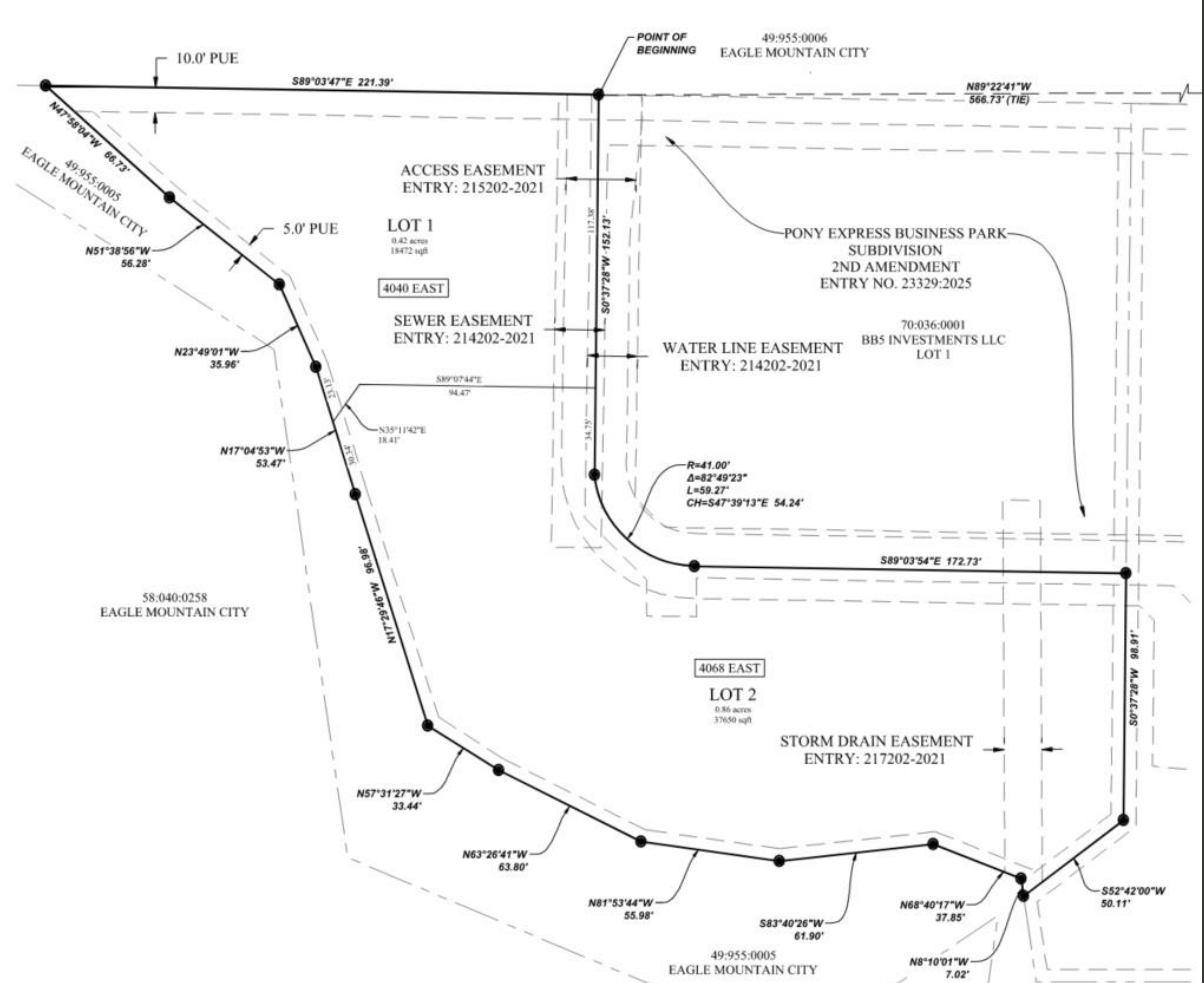 POINT OF
BEGINNING
49:955:0006
EAGLE MOUNTAIN CITY
10.0' PUE
S89°03'47"E 221.39'
N89°22'41"W
566.73' (TIE)
N47°58'04"W 66.73'
49:955:0005
EAGLE MOUNTAIN CITY
ACCESS EASEMENT
ENTRY: 215202-2021
LOT 1
0.42 acres
18472 sqft
5.0' PUE
N51°38'56"W
56.28'
117.38'
S0°37'28"W 152.13'
PONY EXPRESS BUSINESS PARK
SUBDIVISION
2ND AMENDMENT
ENTRY NO. 23329:2025
4040 EAST
SEWER EASEMENT
ENTRY: 214202-2021
70:036:0001
BB5 INVESTMENTS LLC
LOT 1
WATER LINE EASEMENT
ENTRY: 214202-2021
N23°49'01"W
35.96'
S89°07'44"E
94.47'
23.13'
N35°11'42"E
18.41'
34.75'
N17°04'53"W
53.47'
30.34'
R=41.00'
Δ=82°49'23"
L=59.27'
CH=S47°39'13"E 54.24'
N17°29'46"W 96.98'
S89°03'54"E 172.73'
58:040:0258
EAGLE MOUNTAIN CITY
S0°37'28"W 98.91'
4068 EAST
LOT 2
0.86 acres
37650 sqft
STORM DRAIN EASEMENT
ENTRY: 217202-2021
N57°31'27"W
33.44'
N63°26'41"W
63.80'
N81°53'44"W
55.98'
S83°40'26"W
61.90'
N68°40'17"W
37.85'
S52°42'00"W
50.11'
49:955:0005
EAGLE MOUNTAIN CITY
N8°10'01"W
7.02'